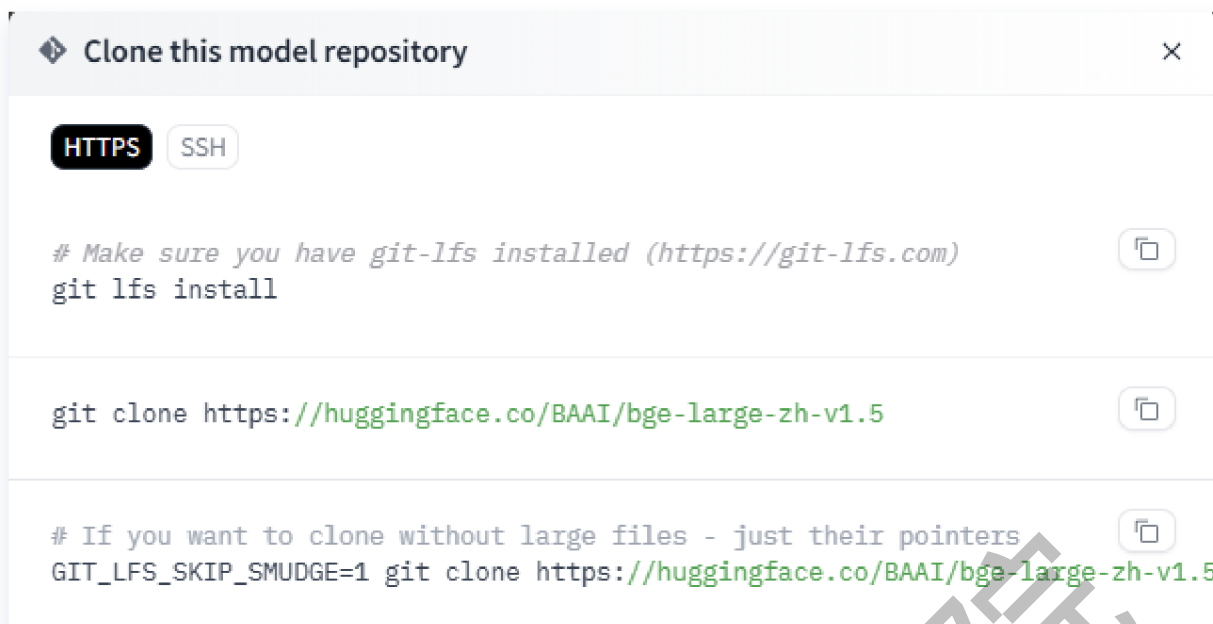 Clone this model repository
HTTPS SSH
# Make sure you have git-lfs installed (https://git-lfs.com)
git lfs install
git clone https://huggingface.co/BAAI/bge-large-zh-v1.5
# If you want to clone without large files - just their pointers
GIT_LFS_SKIP_SMUDGE=1 git clone https://huggingface.co/BAAI/bge-large-zh-v1.5